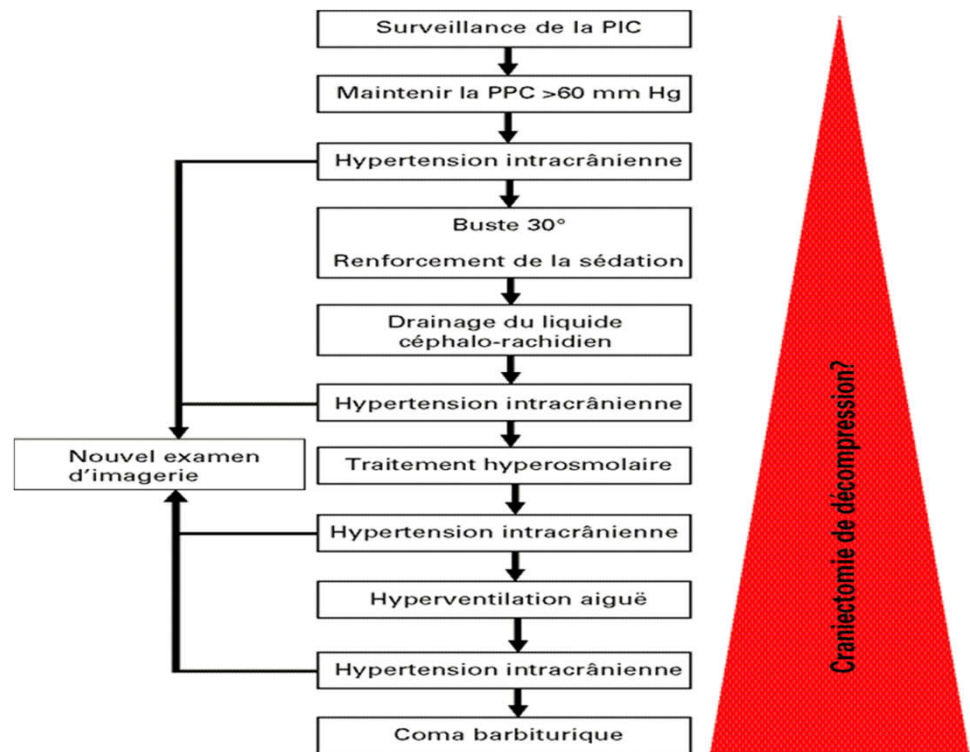 Surveillance de la PIC
Maintenir la PPC >60 mm Hg
Hypertension intracrânienne
Buste 30°
Renforcement de la sédation
Drainage du liquide
céphalo-rachidien
Hypertension intracrânienne
Nouvel examen
d'imagerie
Traitement hyperosmolaire
Hypertension intracrânienne
Hyperventilation aiguë
Hypertension intracrânienne
Coma barbiturique
Craniectomie de décompression?